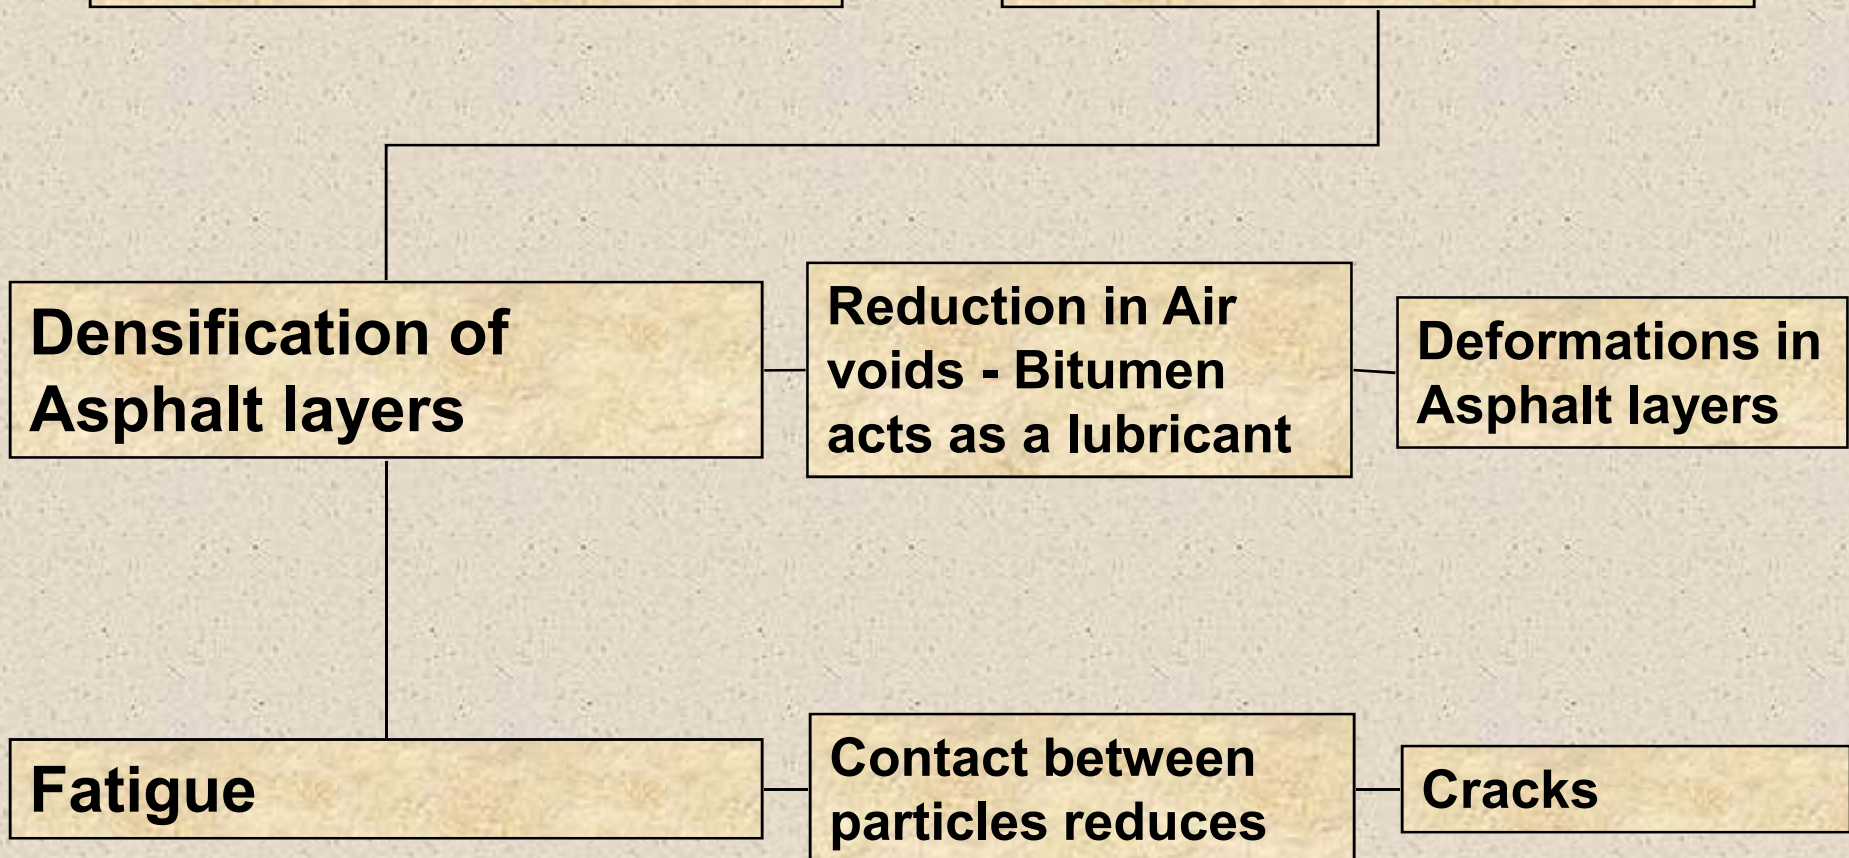 Densification of
Asphalt layers
Reduction in Air
voids - Bitumen
acts as a lubricant
Deformations in
Asphalt layers
Fatigue
Contact between
particles reduces
Cracks